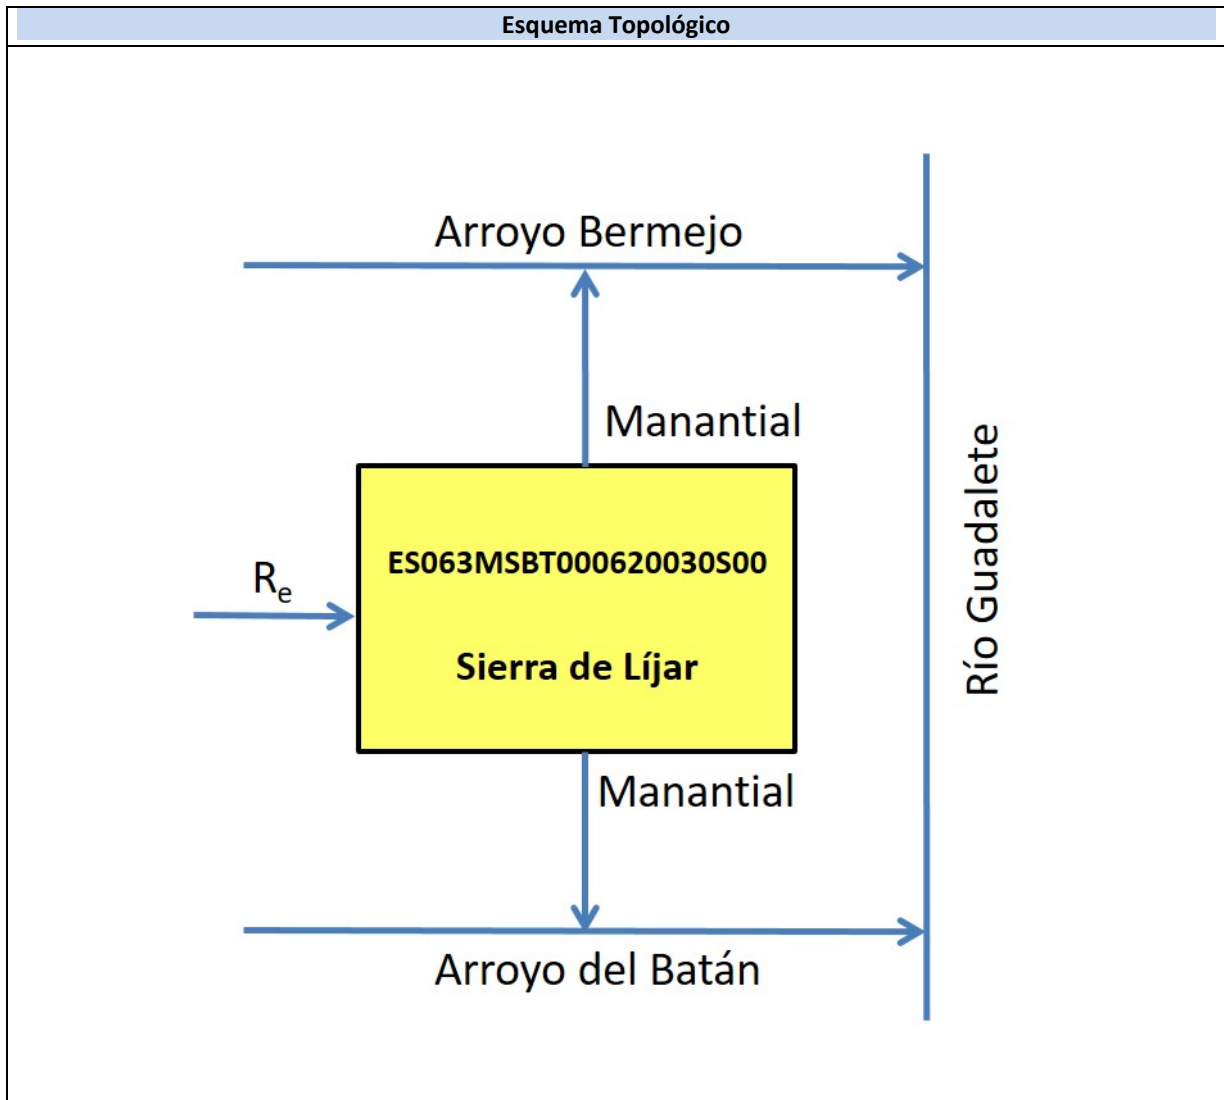 Esquema Topológico
Arroyo Bermejo
Manantial
ES063MSBT000620030S00
Re
Sierra de Líjar
Río Guadalete
Manantial
Arroyo del Batán